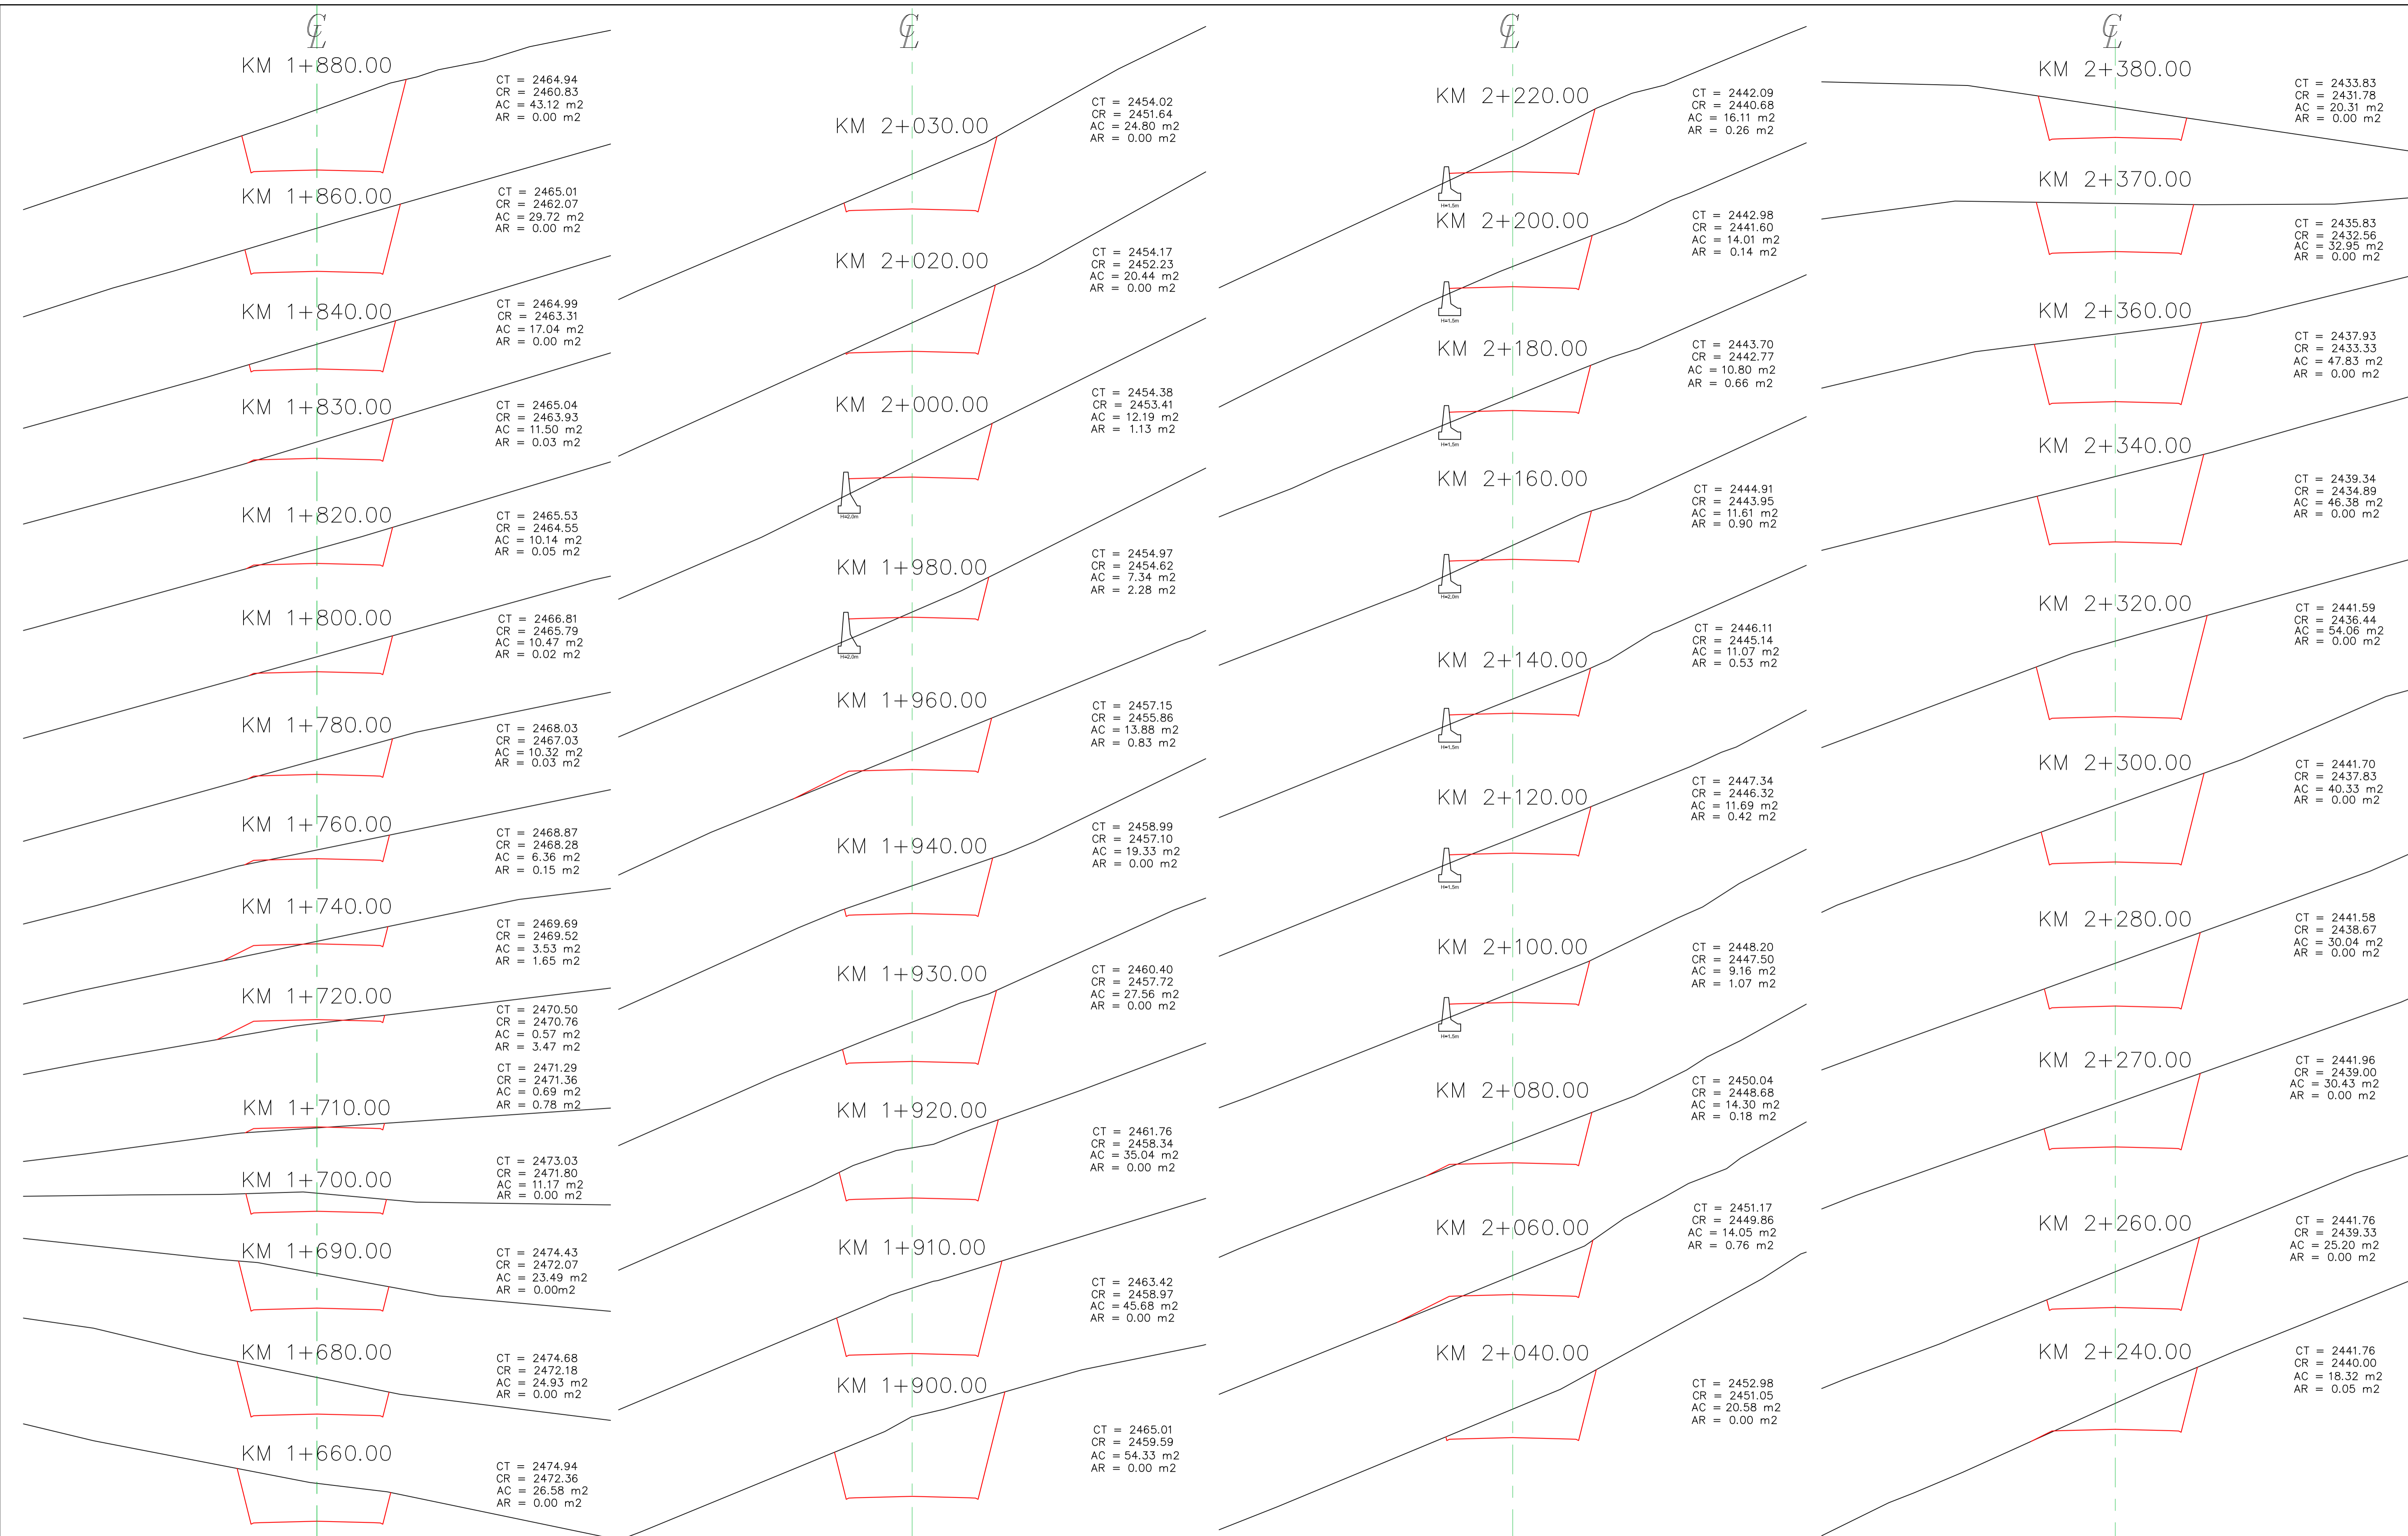 CL
KM 1+880.00
CT = 2464.94
CR = 2460.83
AC = 43.12 m2
AR = 0.00 m2
KM 1+860.00
CT = 2465.01
CR = 2462.07
AC = 29.72 m2
AR = 0.00 m2
KM 1+840.00
CT = 2464.99
CR = 2463.31
AC = 17.04 m2
AR = 0.00 m2
KM 1+830.00
CT = 2465.04
CR = 2463.93
AC = 11.50 m2
AR = 0.03 m2
KM 1+820.00
CT = 2465.53
CR = 2464.55
AC = 10.14 m2
AR = 0.05 m2
KM 1+800.00
CT = 2466.81
CR = 2465.79
AC = 10.47 m2
AR = 0.02 m2
KM 1+780.00
CT = 2468.03
CR = 2467.03
AC = 10.32 m2
AR = 0.03 m2
KM 1+760.00
CT = 2468.87
CR = 2468.28
AC = 6.36 m2
AR = 0.15 m2
KM 1+740.00
CT = 2469.69
CR = 2469.52
AC = 3.53 m2
AR = 1.65 m2
KM 1+720.00
CT = 2470.50
CR = 2470.76
AC = 0.57 m2
AR = 3.47 m2
KM 1+710.00
CT = 2471.29
CR = 2471.36
AC = 0.69 m2
AR = 0.78 m2
KM 1+700.00
CT = 2473.03
CR = 2471.80
AC = 11.17 m2
AR = 0.00 m2
KM 1+690.00
CT = 2474.43
CR = 2472.07
AC = 23.49 m2
AR = 0.00m2
KM 1+680.00
CT = 2474.68
CR = 2472.18
AC = 24.93 m2
AR = 0.00 m2
KM 1+660.00
CT = 2474.94
CR = 2472.36
AC = 26.58 m2
AR = 0.00 m2
CL
KM 2+030.00
CT = 2454.02
CR = 2451.64
AC = 24.80 m2
AR = 0.00 m2
KM 2+020.00
CT = 2454.17
CR = 2452.23
AC = 20.44 m2
AR = 0.00 m2
KM 2+000.00
CT = 2454.38
CR = 2453.41
AC = 12.19 m2
AR = 1.13 m2
H=2,0m
KM 1+980.00
CT = 2454.97
CR = 2454.62
AC = 7.34 m2
AR = 2.28 m2
H=2,0m
KM 1+960.00
CT = 2457.15
CR = 2455.86
AC = 13.88 m2
AR = 0.83 m2
KM 1+940.00
CT = 2458.99
CR = 2457.10
AC = 19.33 m2
AR = 0.00 m2
KM 1+930.00
CT = 2460.40
CR = 2457.72
AC = 27.56 m2
AR = 0.00 m2
KM 1+920.00
CT = 2461.76
CR = 2458.34
AC = 35.04 m2
AR = 0.00 m2
KM 1+910.00
CT = 2463.42
CR = 2458.97
AC = 45.68 m2
AR = 0.00 m2
KM 1+900.00
CT = 2465.01
CR = 2459.59
AC = 54.33 m2
AR = 0.00 m2
CL
KM 2+220.00
CT = 2442.09
CR = 2440.68
AC = 16.11 m2
AR = 0.26 m2
H=1,5m
KM 2+200.00
CT = 2442.98
CR = 2441.60
AC = 14.01 m2
AR = 0.14 m2
H=1,5m
KM 2+180.00
CT = 2443.70
CR = 2442.77
AC = 10.80 m2
AR = 0.66 m2
H=1,5m
KM 2+160.00
CT = 2444.91
CR = 2443.95
AC = 11.61 m2
AR = 0.90 m2
H=2,0m
KM 2+140.00
CT = 2446.11
CR = 2445.14
AC = 11.07 m2
AR = 0.53 m2
H=1,5m
KM 2+120.00
CT = 2447.34
CR = 2446.32
AC = 11.69 m2
AR = 0.42 m2
H=1,5m
KM 2+100.00
CT = 2448.20
CR = 2447.50
AC = 9.16 m2
AR = 1.07 m2
H=1,5m
KM 2+080.00
CT = 2450.04
CR = 2448.68
AC = 14.30 m2
AR = 0.18 m2
KM 2+060.00
CT = 2451.17
CR = 2449.86
AC = 14.05 m2
AR = 0.76 m2
KM 2+040.00
CT = 2452.98
CR = 2451.05
AC = 20.58 m2
AR = 0.00 m2
CL
KM 2+380.00
CT = 2433.83
CR = 2431.78
AC = 20.31 m2
AR = 0.00 m2
KM 2+370.00
CT = 2435.83
CR = 2432.56
AC = 32.95 m2
AR = 0.00 m2
KM 2+360.00
CT = 2437.93
CR = 2433.33
AC = 47.83 m2
AR = 0.00 m2
KM 2+340.00
CT = 2439.34
CR = 2434.89
AC = 46.38 m2
AR = 0.00 m2
KM 2+320.00
CT = 2441.59
CR = 2436.44
AC = 54.06 m2
AR = 0.00 m2
KM 2+300.00
CT = 2441.70
CR = 2437.83
AC = 40.33 m2
AR = 0.00 m2
KM 2+280.00
CT = 2441.58
CR = 2438.67
AC = 30.04 m2
AR = 0.00 m2
KM 2+270.00
CT = 2441.96
CR = 2439.00
AC = 30.43 m2
AR = 0.00 m2
KM 2+260.00
CT = 2441.76
CR = 2439.33
AC = 25.20 m2
AR = 0.00 m2
KM 2+240.00
CT = 2441.76
CR = 2440.00
AC = 18.32 m2
AR = 0.05 m2